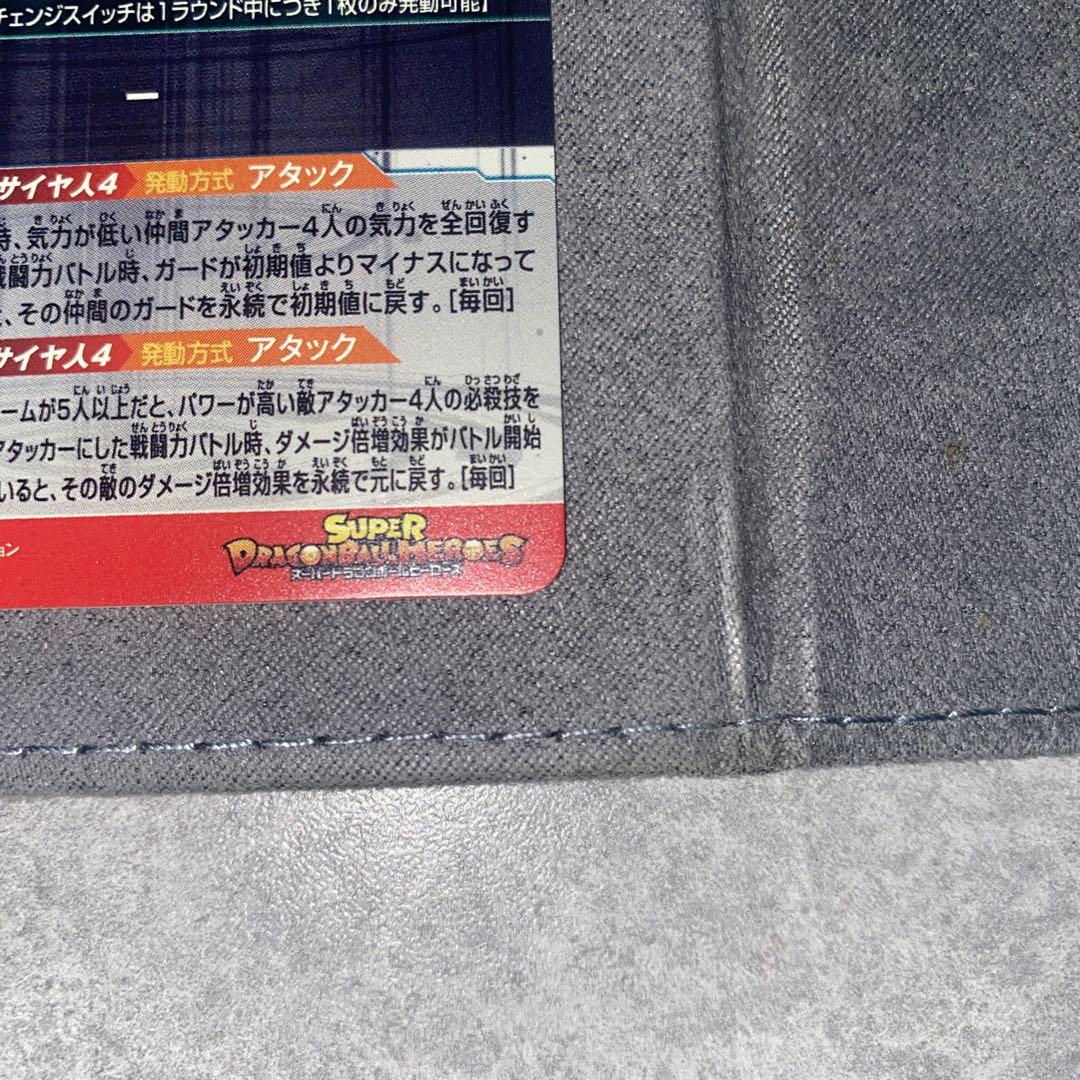 チェンジスイッチは1ラウンド中につき1枚のみ発動可能】
サイヤ人4 発動方式 アタック
時、気力が低い仲間アタッカー4人の気力を全回復す
戦闘力バトル時、ガードが初期値よりマイナスになって
、その仲間のガードを永続で初期値に戻す。[毎回]
サイヤ人4 発動方式 アタック
ームが5人以上だと、パワーが高い敵アタッカー4人の必殺技を
アタッカーにした戦闘力バトル時、ダメージ倍増効果がバトル開始
いると、その敵のダメージ倍増効果を永続で元に戻す。[毎回]
ョン
SUPER
DRAGONBALL HEROES
スーパードラゴンボールヒーローズ